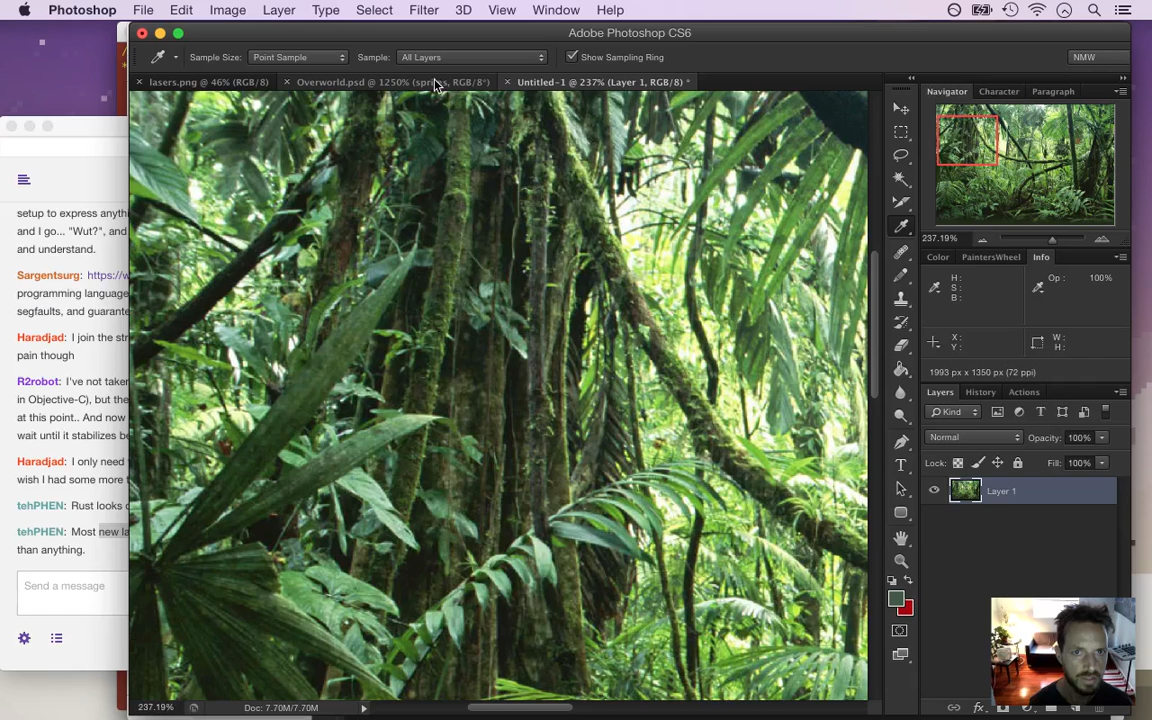 Photoshop File Edit Image Layer Type Select Filter 3D View Window Help
Adobe Photoshop CS6
Sample Size: Point Sample Sample: All Layers Show Sampling Ring NMW
lasers.png @ 46% (RGB/8) Overworld.psd @ 1250% (sprites, RGB/8*) Untitled-1 @ 237% (Layer 1, RGB/8) *
Navigator Character Paragraph
237.19%
Color PaintersWheel Info
H: Op: 100%
S:
B:
X: W:
Y: H:
1993 px x 1350 px (72 ppi)
Layers History Actions
Kind
Normal Opacity: 100%
Lock: Fill: 100%
Layer 1
237.19% Doc: 7.70M/7.70M
setup to express anythi
and I go... "Wut?", and
and understand.
Sargentsurg: https://w
programming language
segfaults, and guarante
Haradjad: I join the str
pain though
R2robot: I've not taken
in Objective-C), but the
at this point.. And now
wait until it stabilizes be
Haradjad: I only need
wish I had some more t
tehPHEN: Rust looks c
tehPHEN: Most new la
than anything.
Send a message